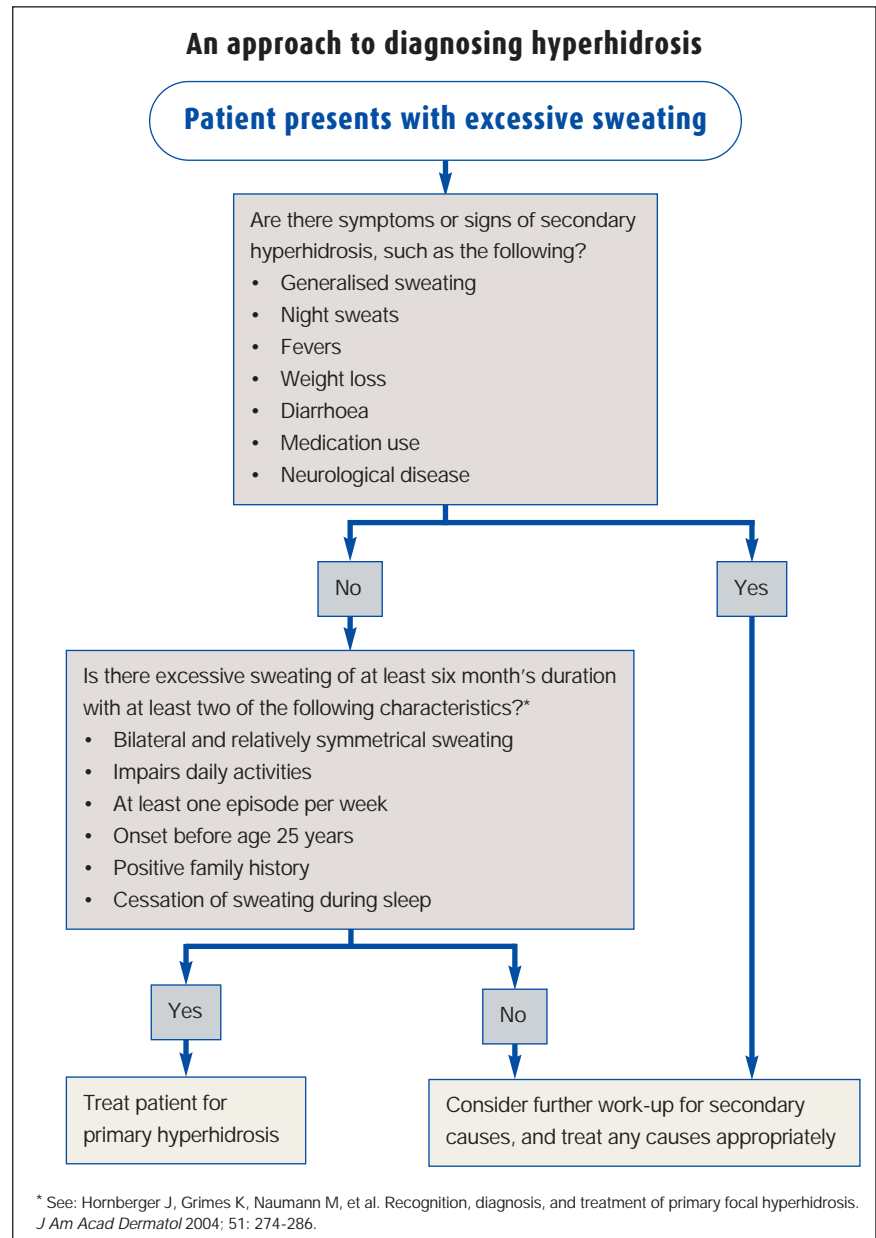 An approach to diagnosing hyperhidrosis
Patient presents with excessive sweating
Are there symptoms or signs of secondary
hyperhidrosis, such as the following?
• Generalised sweating
• Night sweats
• Fevers
• Weight loss
• Diarrhoea
• Medication use
• Neurological disease
No
Yes
Is there excessive sweating of at least six month's duration
with at least two of the following characteristics?*
• Bilateral and relatively symmetrical sweating
• Impairs daily activities
• At least one episode per week
• Onset before age 25 years
• Positive family history
• Cessation of sweating during sleep
Yes
No
Treat patient for
primary hyperhidrosis
Consider further work-up for secondary
causes, and treat any causes appropriately
* See: Hornberger J, Grimes K, Naumann M, et al. Recognition, diagnosis, and treatment of primary focal hyperhidrosis.
J Am Acad Dermatol 2004; 51: 274-286.